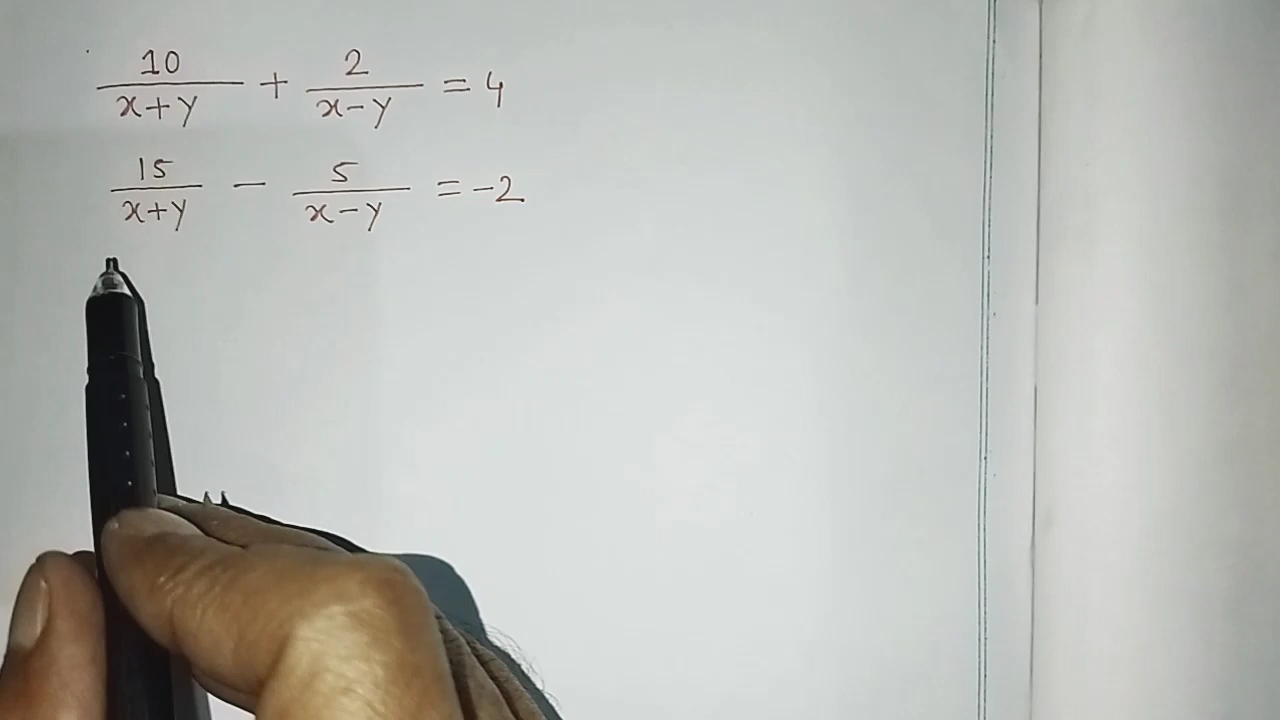 10/(x+y) + 2/(x-y) = 4
15/(x+y) - 5/(x-y) = -2